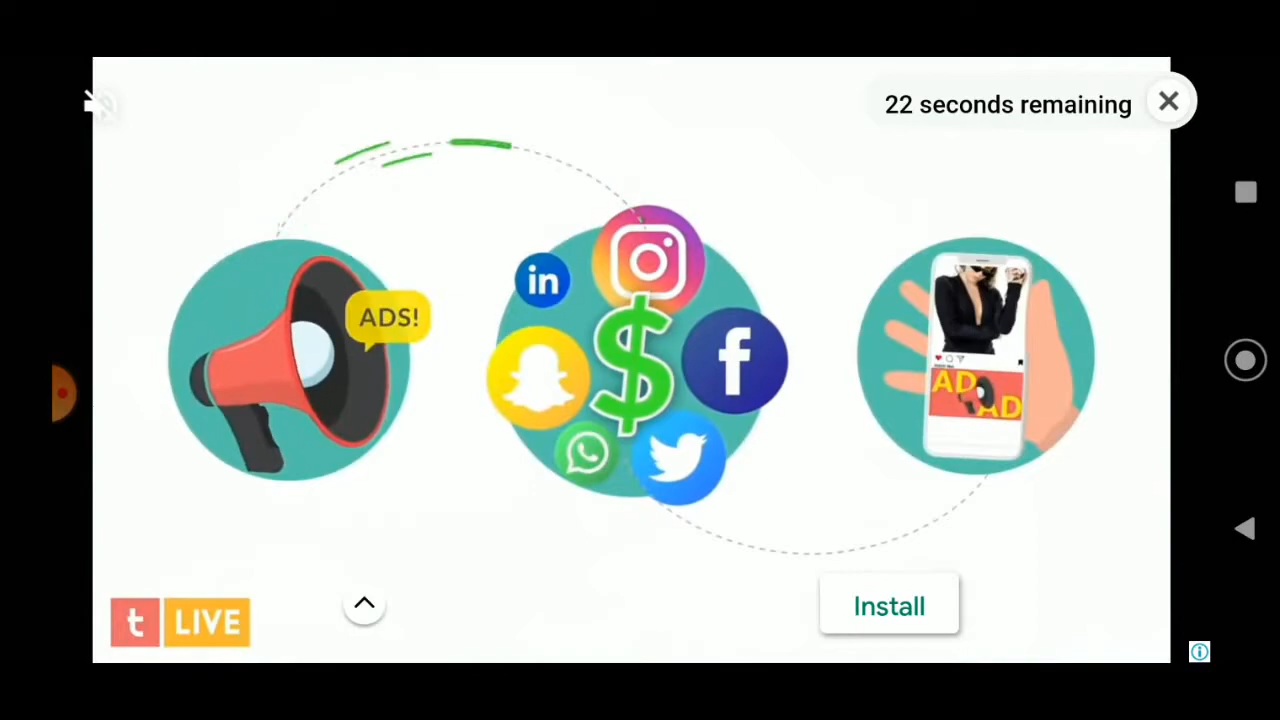 22 seconds remaining
ADS!
in
$
f
AD
AD
t LIVE
Install